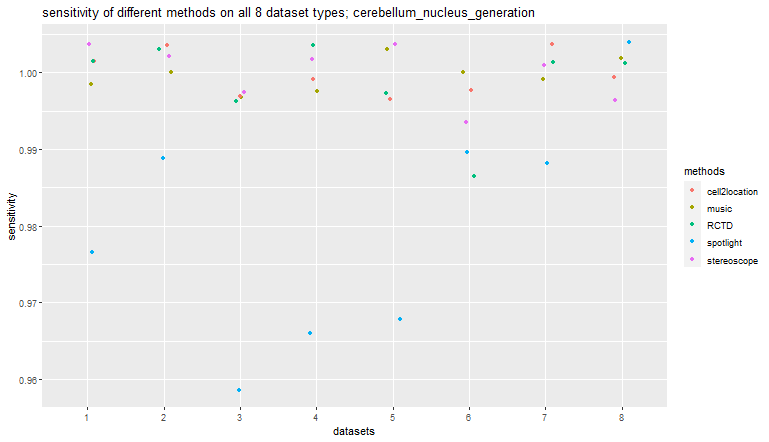 sensitivity of different methods on all 8 dataset types; cerebellum_nucleus_generation
sensitivity
1.00
0.99
0.98
0.97
0.96
1 2 3 4 5 6 7 8
datasets
methods
cell2location
music
RCTD
spotlight
stereoscope